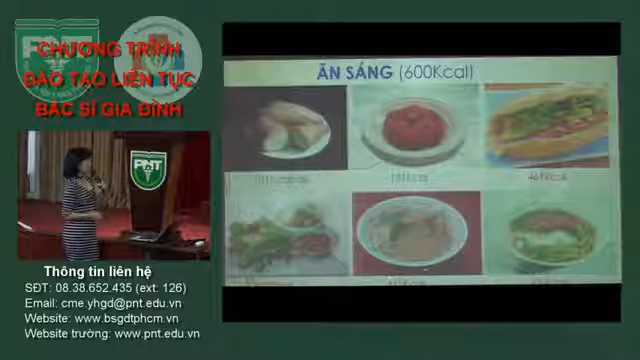 CHƯƠNG TRÌNH
ĐÀO TẠO LIÊN TỤC
BÁC SĨ GIA ĐÌNH
PNT
Thông tin liên hệ
SĐT: 08.38.652.435 (ext: 126)
Email: cme.yhgd@pnt.edu.vn
Website: www.bsgdtphcm.vn
Website trường: www.pnt.edu.vn
ĂN SÁNG (600Kcal)